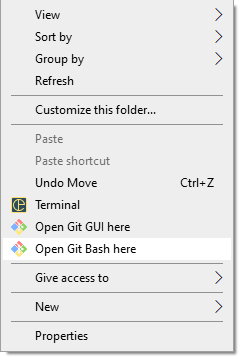 View
Sort by
Group by
Refresh
Customize this folder...
Paste
Paste shortcut
Undo Move Ctrl+Z
Terminal
Open Git GUI here
Open Git Bash here
Give access to
New
Properties